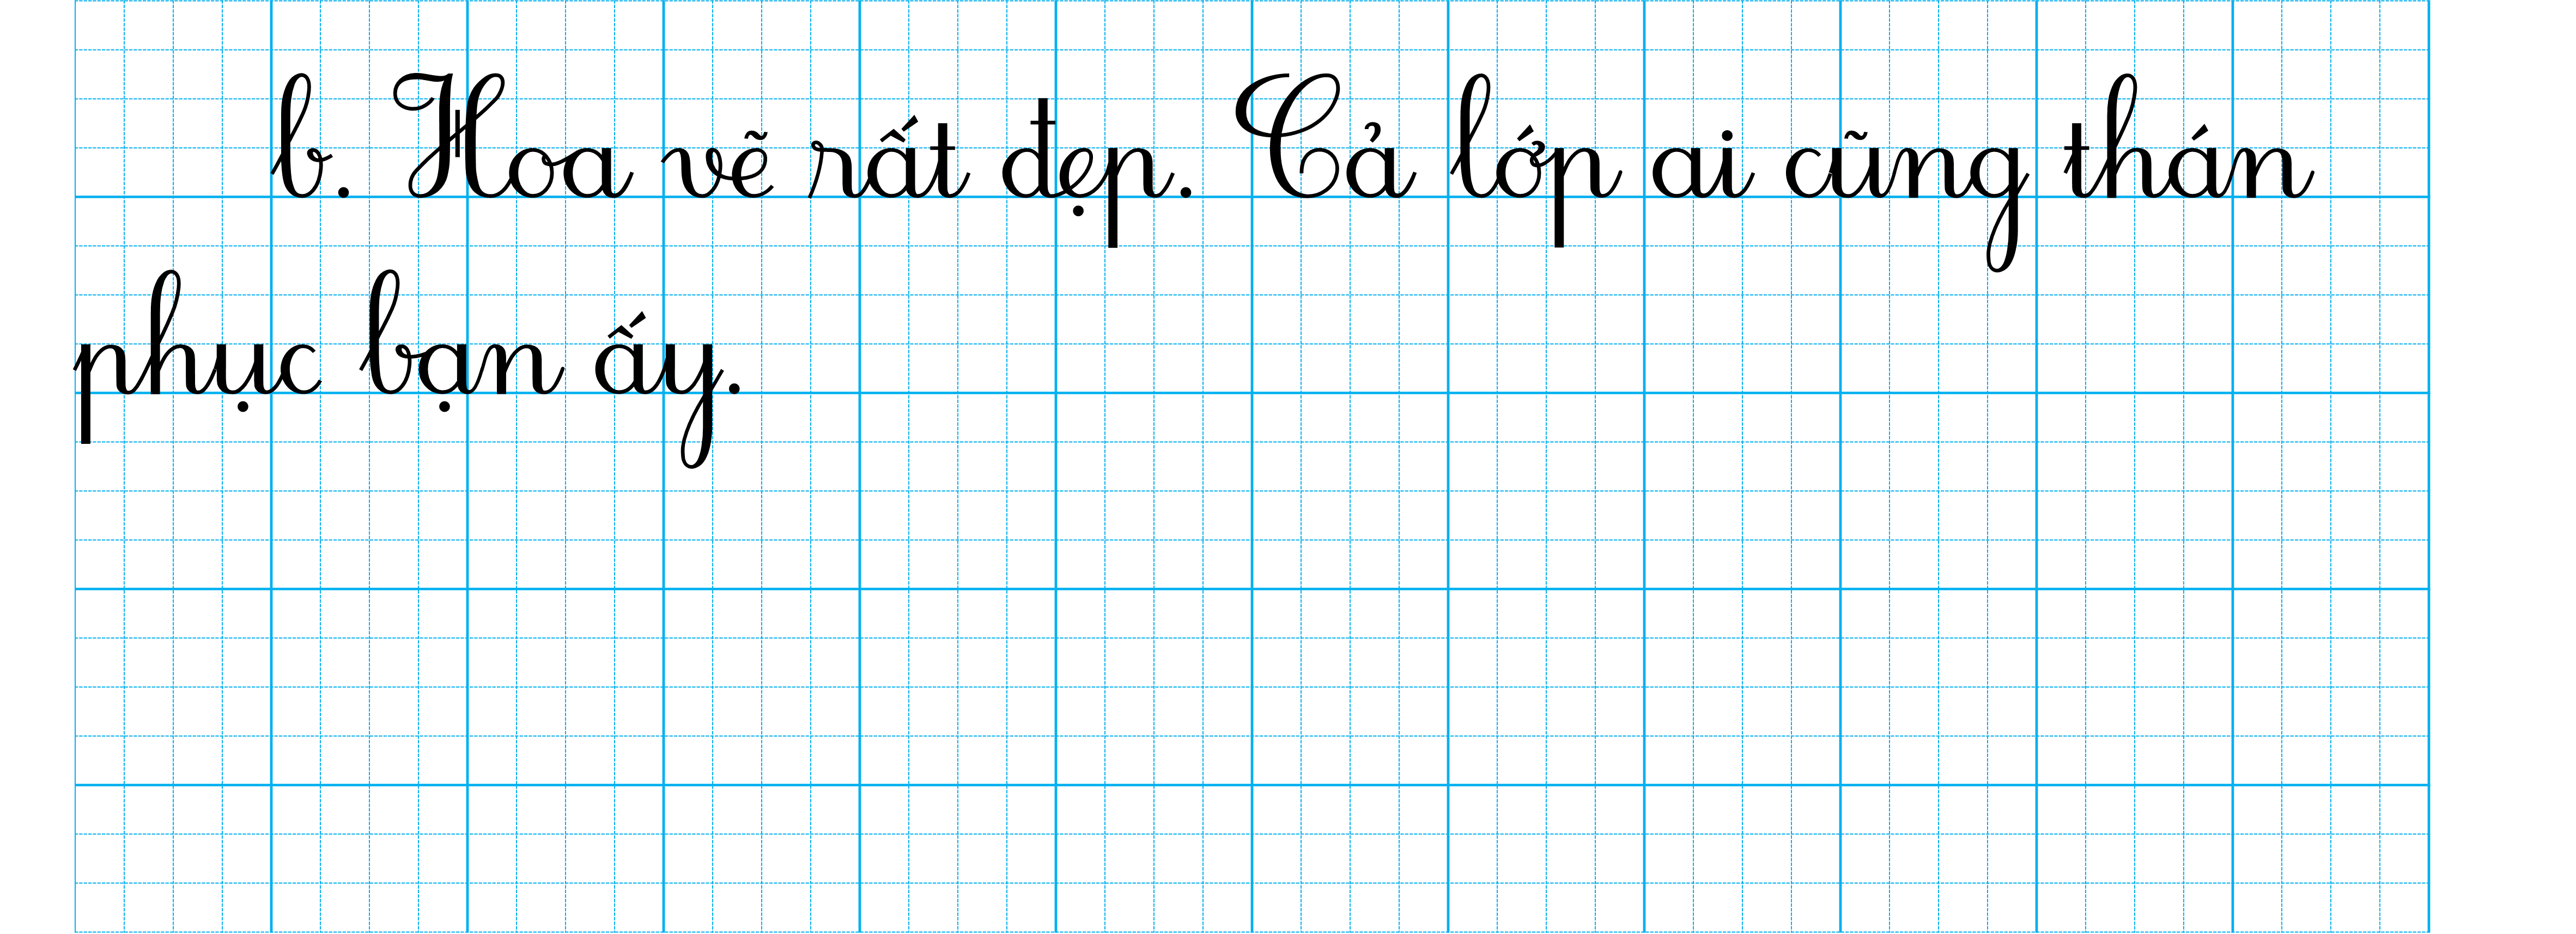 b. Hoa vẽ rất đẹp. Cả lớp ai cũng thán
phục bạn ấy.